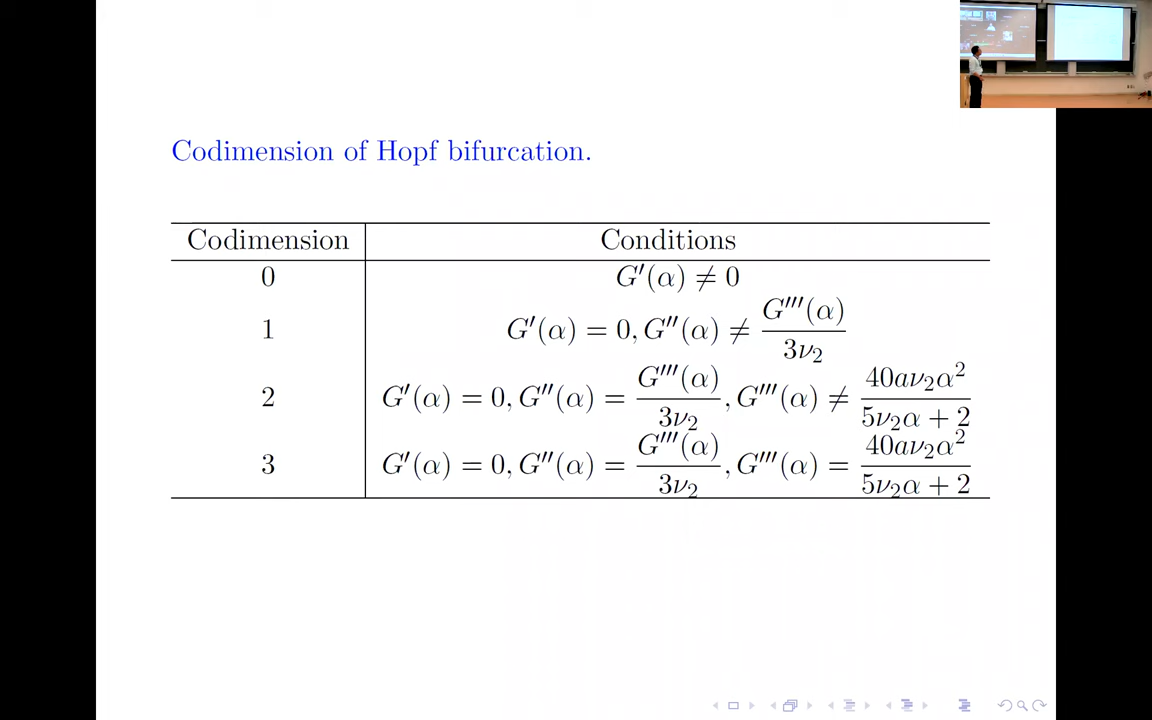 Codimension of Hopf bifurcation.
Codimension Conditions
0 G′(α) ≠ 0
1 G′(α) = 0, G″(α) ≠ G‴(α)/3ν₂
2 G′(α) = 0, G″(α) = G‴(α)/3ν₂, G‴(α) ≠ 40aν₂α²/5ν₂α + 2
3 G′(α) = 0, G″(α) = G‴(α)/3ν₂, G‴(α) = 40aν₂α²/5ν₂α + 2